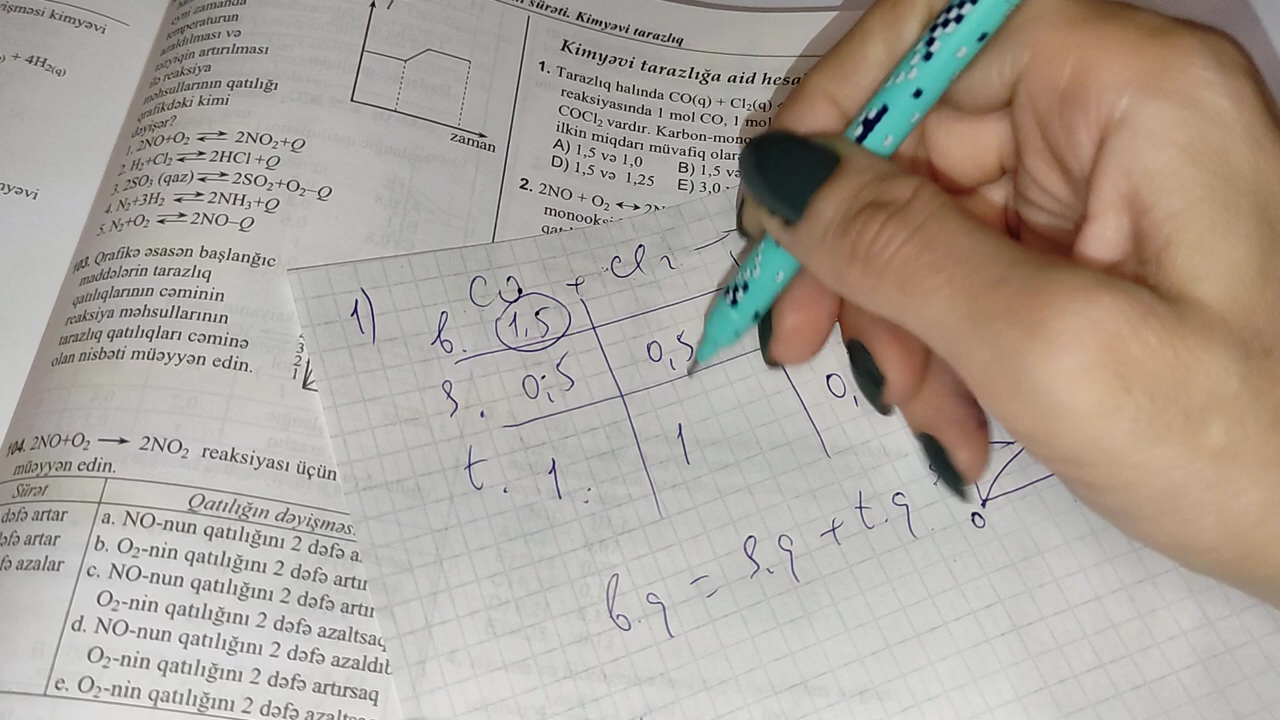 işməsi kimyəvi
+ 4H₂(q)
eyni zamanda
temperaturun
azaldılması və
təzyiqin artırılması
ilə reaksiya
məhsullarının qatılığı
qrafikdəki kimi
dəyişər?
1. 2NO+O₂ ⇄ 2NO₂+Q
2. H₂+Cl₂ ⇄ 2HCl+Q
3. 2SO₃ (qaz) ⇄ 2SO₂+O₂–Q
4. N₂+3H₂ ⇄ 2NH₃+Q
5. N₂+O₂ ⇄ 2NO–Q
zaman
103. Qrafikə əsasən başlanğıc
maddələrin tarazlıq
qatılıqlarının cəminin
reaksiya məhsullarının
tarazlıq qatılıqları cəminə
olan nisbəti müəyyən edin.
3
2
1
104. 2NO+O₂ → 2NO₂ reaksiyası üçün
müəyyən edin.
Sürət
Qatılığın dəyişməs
dəfə artar
a. NO-nun qatılığını 2 dəfə a
b. O₂-nin qatılığını 2 dəfə artır
c. NO-nun qatılığını 2 dəfə artır
O₂-nin qatılığını 2 dəfə azaltsaq
d. NO-nun qatılığını 2 dəfə azaldıb
O₂-nin qatılığını 2 dəfə artırsaq
e. O₂-nin qatılığını 2 dəfə azaltsa
sürəti. Kimyəvi tarazlıq
Kimyəvi tarazlığa aid hesa
1. Tarazlıq halında CO(q) + Cl₂(q)
reaksiyasında 1 mol CO, 1 mol
COCl₂ vardır. Karbon-mono
ilkin miqdarı müvafiq olara
A) 1,5 və 1,0
B) 1,5 və
D) 1,5 və 1,25
E) 3,0
2. 2NO + O₂ ↔ 2N
monooks
1) CO + Cl₂
b. 1,5
s. 0,5 0,5 0,
t. 1 1
b.q = s.q + t.q
0